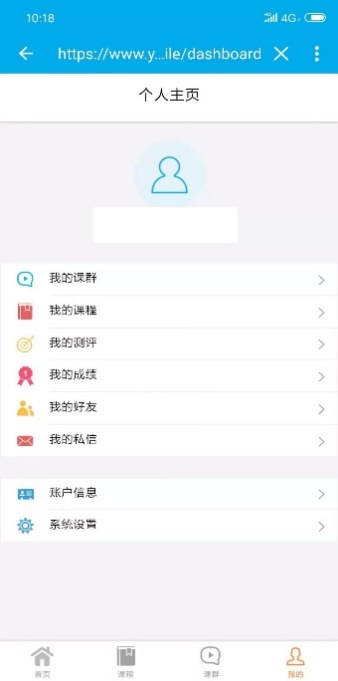 10:18
4G+
https://www.y...ile/dashboard
个人主页
我的课群
我的课程
我的测评
我的成绩
1
我的好友
我的私信
账户信息
系统设置
首页
课程
课群
我的